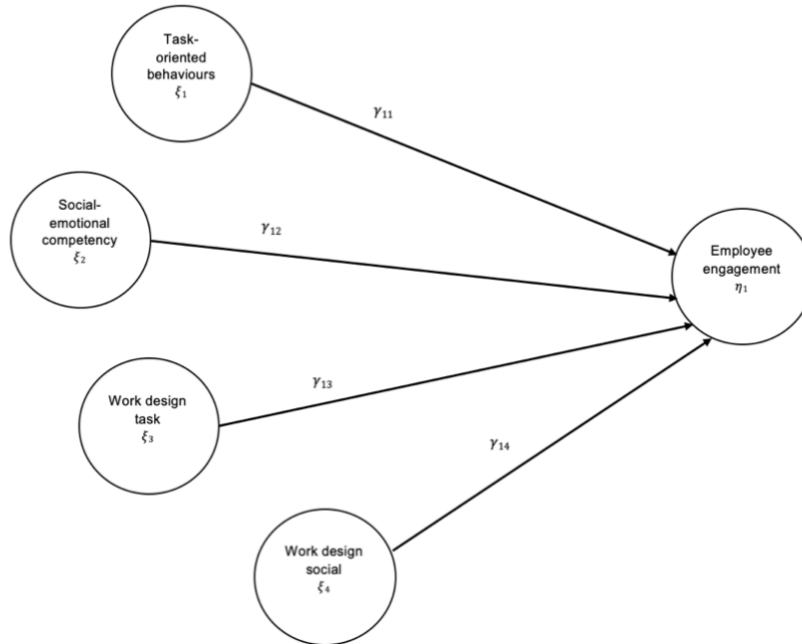 Task-
oriented
behaviours
ξ₁
γ₁₁
Social-
emotional
competency
ξ₂
γ₁₂
Employee
engagement
η₁
Work design
task
ξ₃
γ₁₃
γ₁₄
Work design
social
ξ₄